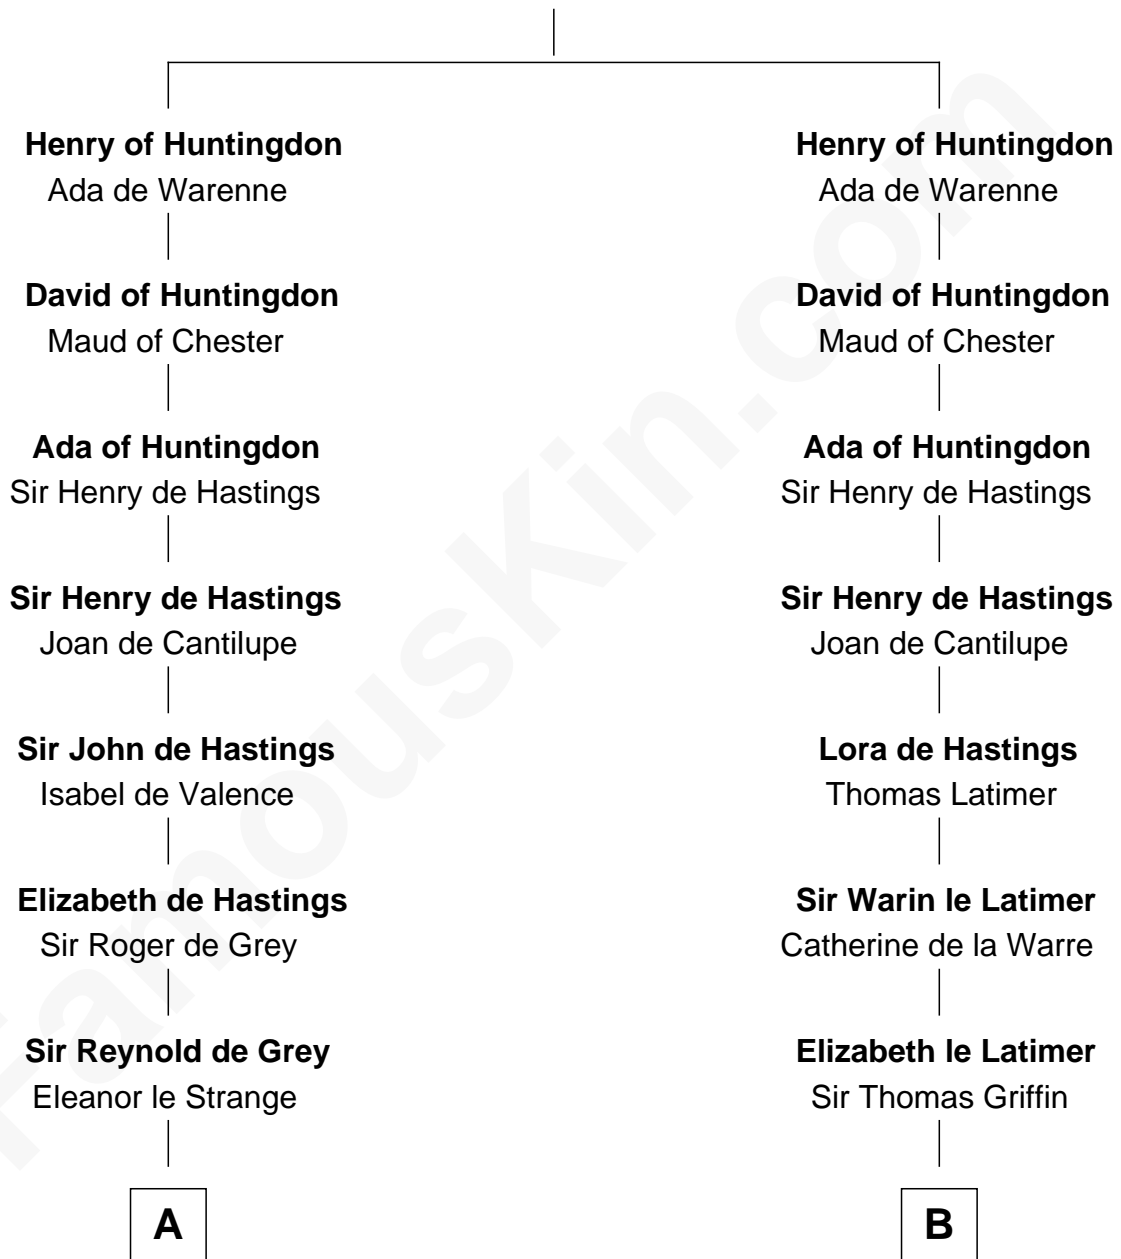 Henry of Huntingdon
Ada de Warenne
David of Huntingdon
Maud of Chester
Ada of Huntingdon
Sir Henry de Hastings
Sir Henry de Hastings
Joan de Cantilupe
Sir John de Hastings
Isabel de Valence
Elizabeth de Hastings
Sir Roger de Grey
Sir Reynold de Grey
Eleanor le Strange
A
Henry of Huntingdon
Ada de Warenne
David of Huntingdon
Maud of Chester
Ada of Huntingdon
Sir Henry de Hastings
Sir Henry de Hastings
Joan de Cantilupe
Lora de Hastings
Thomas Latimer
Sir Warin le Latimer
Catherine de la Warre
Elizabeth le Latimer
Sir Thomas Griffin
B
FamousKin.com